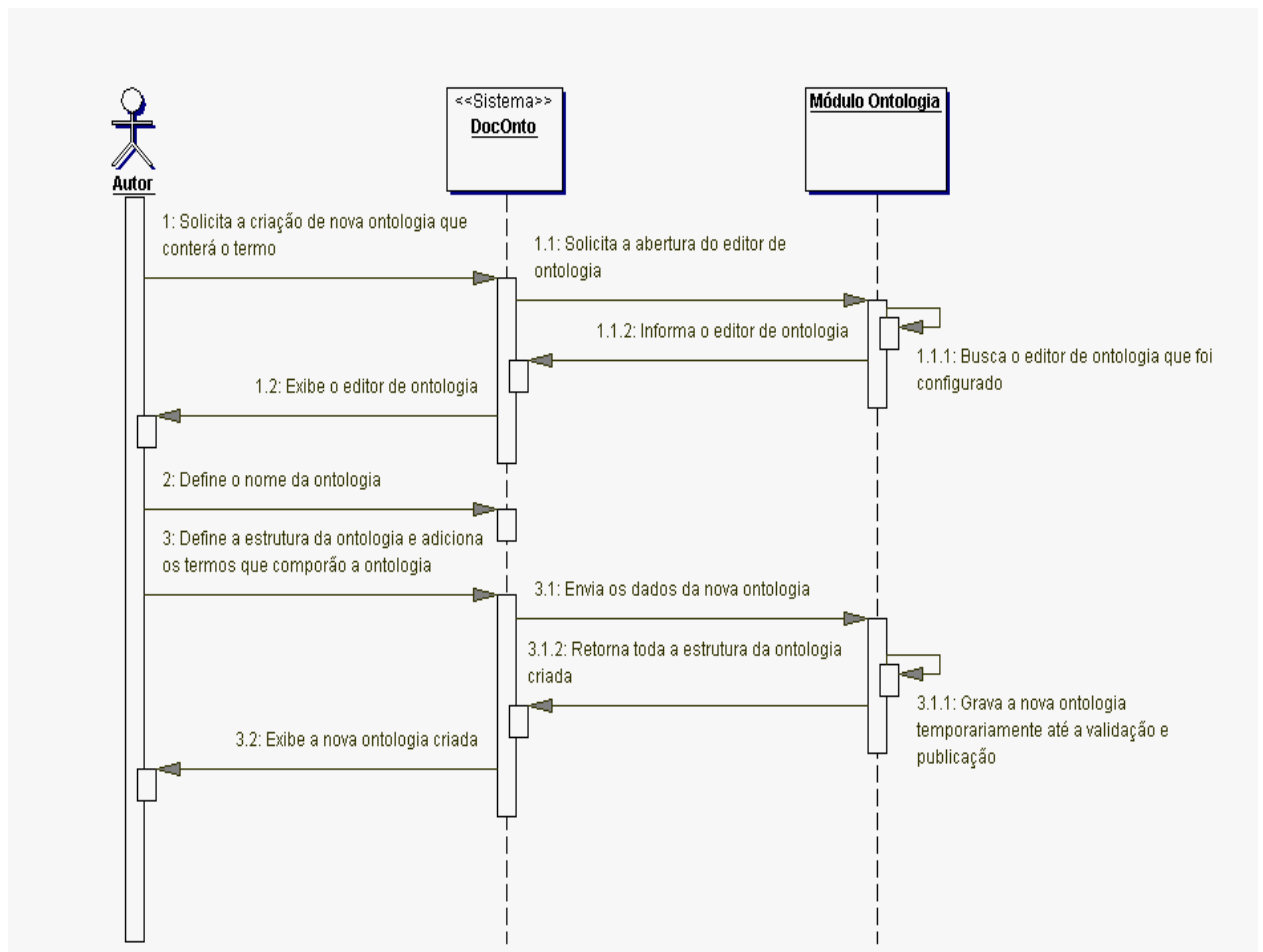 <<Sistema>>
DocOnto
Módulo Ontologia
Autor
1: Solicita a criação de nova ontologia que
conterá o termo
1.1: Solicita a abertura do editor de
ontologia
1.1.2: Informa o editor de ontologia
1.1.1: Busca o editor de ontologia que foi
configurado
1.2: Exibe o editor de ontologia
2: Define o nome da ontologia
3: Define a estrutura da ontologia e adiciona
os termos que comporão a ontologia
3.1: Envia os dados da nova ontologia
3.1.2: Retorna toda a estrutura da ontologia
criada
3.1.1: Grava a nova ontologia
temporariamente até a validação e
publicação
3.2: Exibe a nova ontologia criada